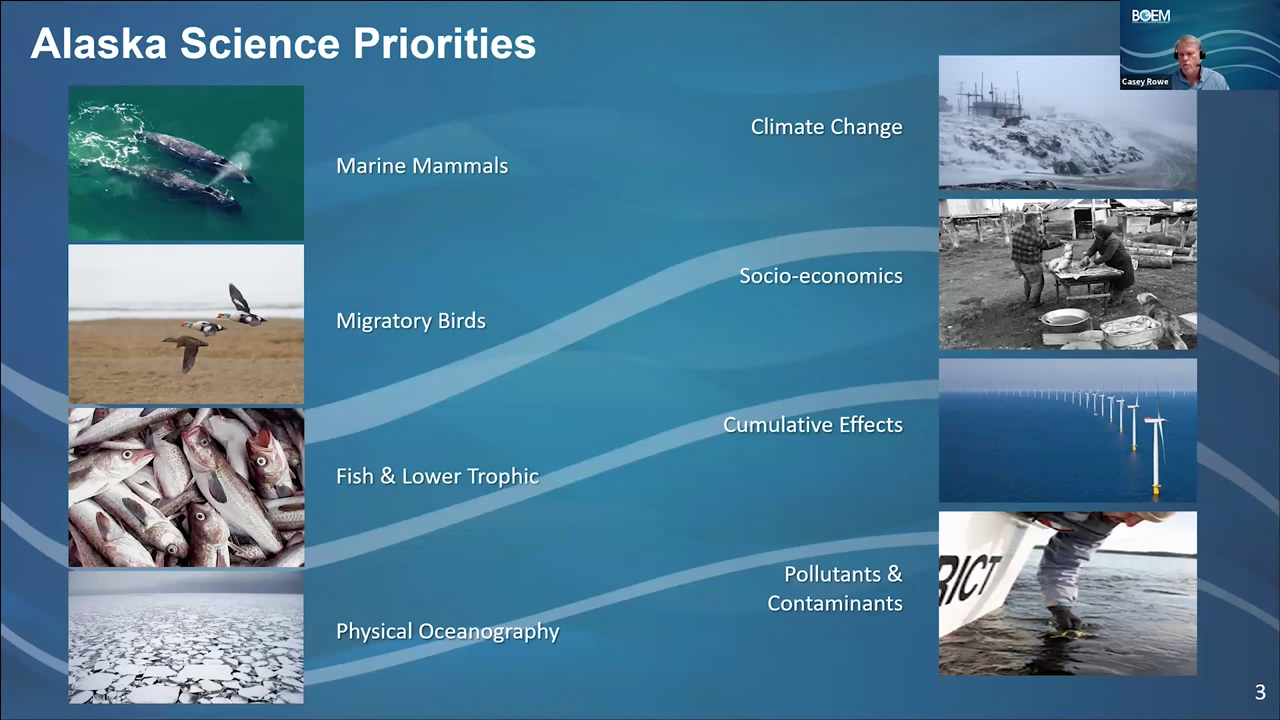 Alaska Science Priorities
BOEM
Casey Rowe
Marine Mammals
Migratory Birds
Fish & Lower Trophic
Physical Oceanography
Climate Change
Socio-economics
Cumulative Effects
Pollutants &
Contaminants
RICT
3